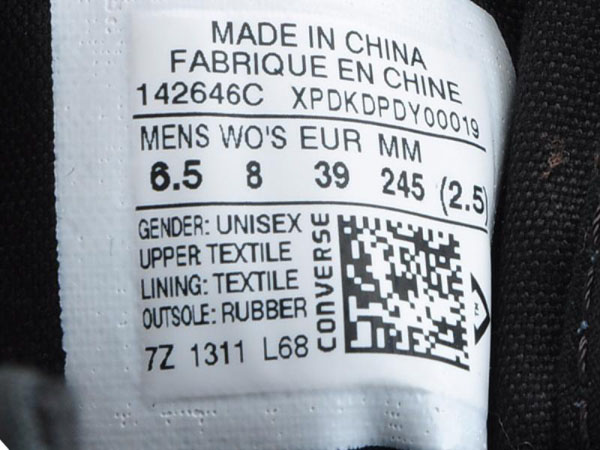 MADE IN CHINA
FABRIQUE EN CHINE
142646C XPDKDPDY00019
MENS WO'S EUR MM
6.5 8 39 245 (2.5)
GENDER: UNISEX
UPPER TEXTILE
LINING: TEXTILE
OUTSOLE: RUBBER
CONVERSE
7Z 1311 L68